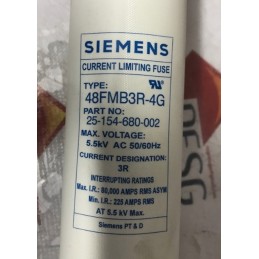 SIEMENS
CURRENT LIMITING FUSE
TYPE:
48FMB3R-4G
PART NO:
25-154-680-002
MAX. VOLTAGE:
5.5kV AC 50/60Hz
CURRENT DESIGNATION:
3R
INTERRUPTING RATINGS
Max. I.R.: 80,000 AMPS RMS ASYM
Min. I.R.: 225 AMPS RMS
AT 5.5 kV Max.
Siemens PT & D